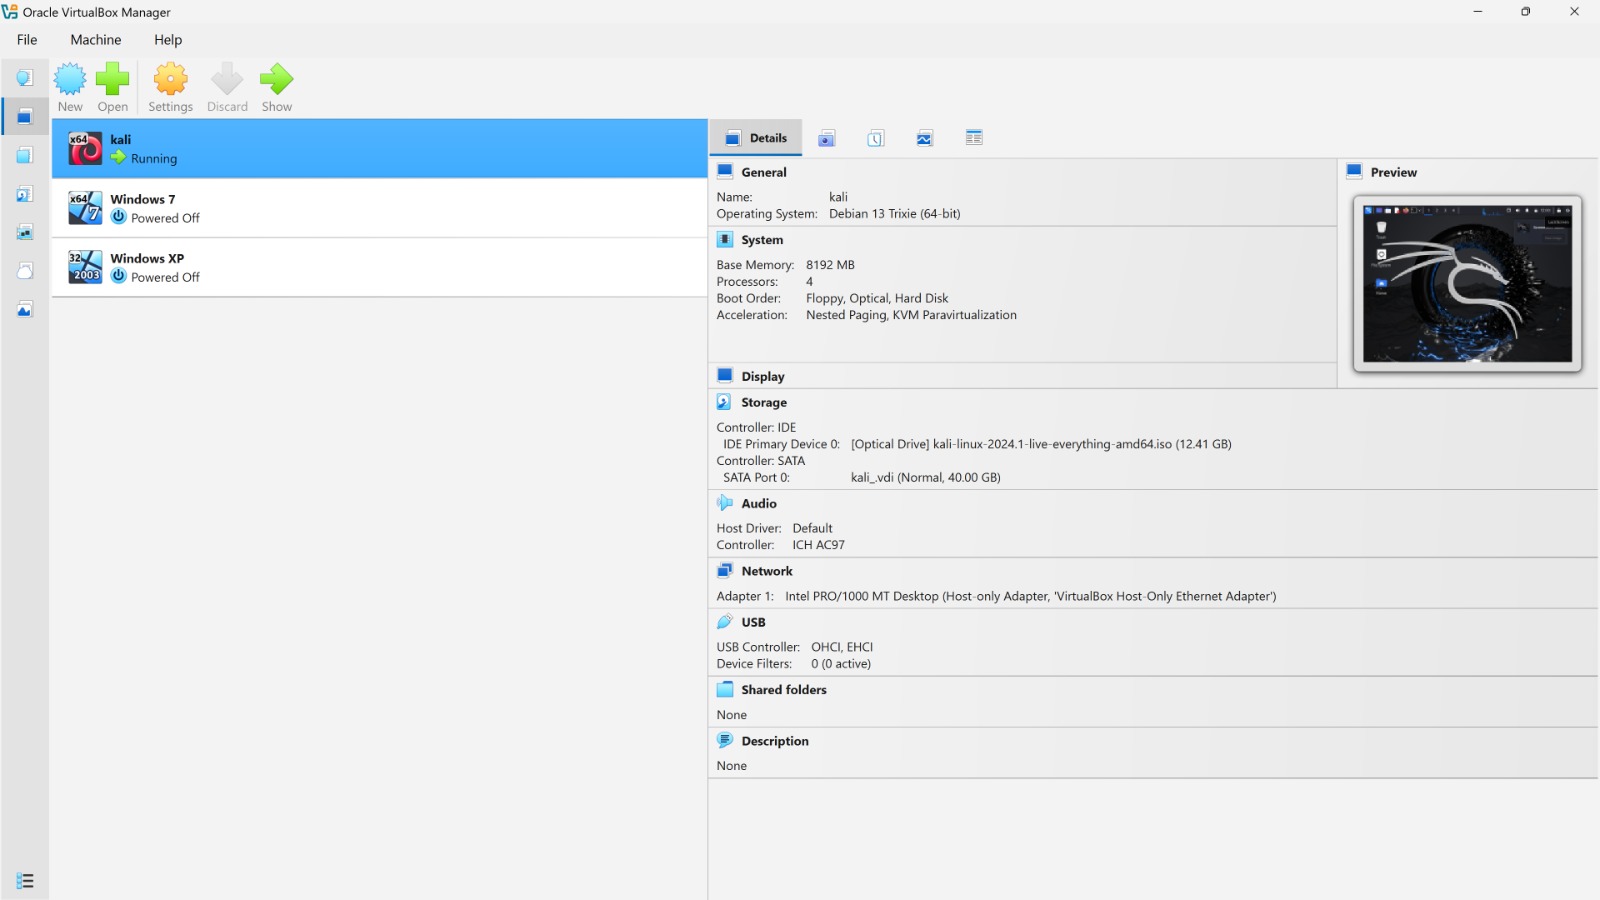 Oracle VirtualBox Manager
File Machine Help
New Open Settings Discard Show
x64 kali
Running
x64 7 Windows 7
Powered Off
32 2003 Windows XP
Powered Off
Details
General
Name: kali
Operating System: Debian 13 Trixie (64-bit)
System
Base Memory: 8192 MB
Processors: 4
Boot Order: Floppy, Optical, Hard Disk
Acceleration: Nested Paging, KVM Paravirtualization
Display
Preview
Storage
Controller: IDE
IDE Primary Device 0: [Optical Drive] kali-linux-2024.1-live-everything-amd64.iso (12.41 GB)
Controller: SATA
SATA Port 0: kali_.vdi (Normal, 40.00 GB)
Audio
Host Driver: Default
Controller: ICH AC97
Network
Adapter 1: Intel PRO/1000 MT Desktop (Host-only Adapter, 'VirtualBox Host-Only Ethernet Adapter')
USB
USB Controller: OHCI, EHCI
Device Filters: 0 (0 active)
Shared folders
None
Description
None